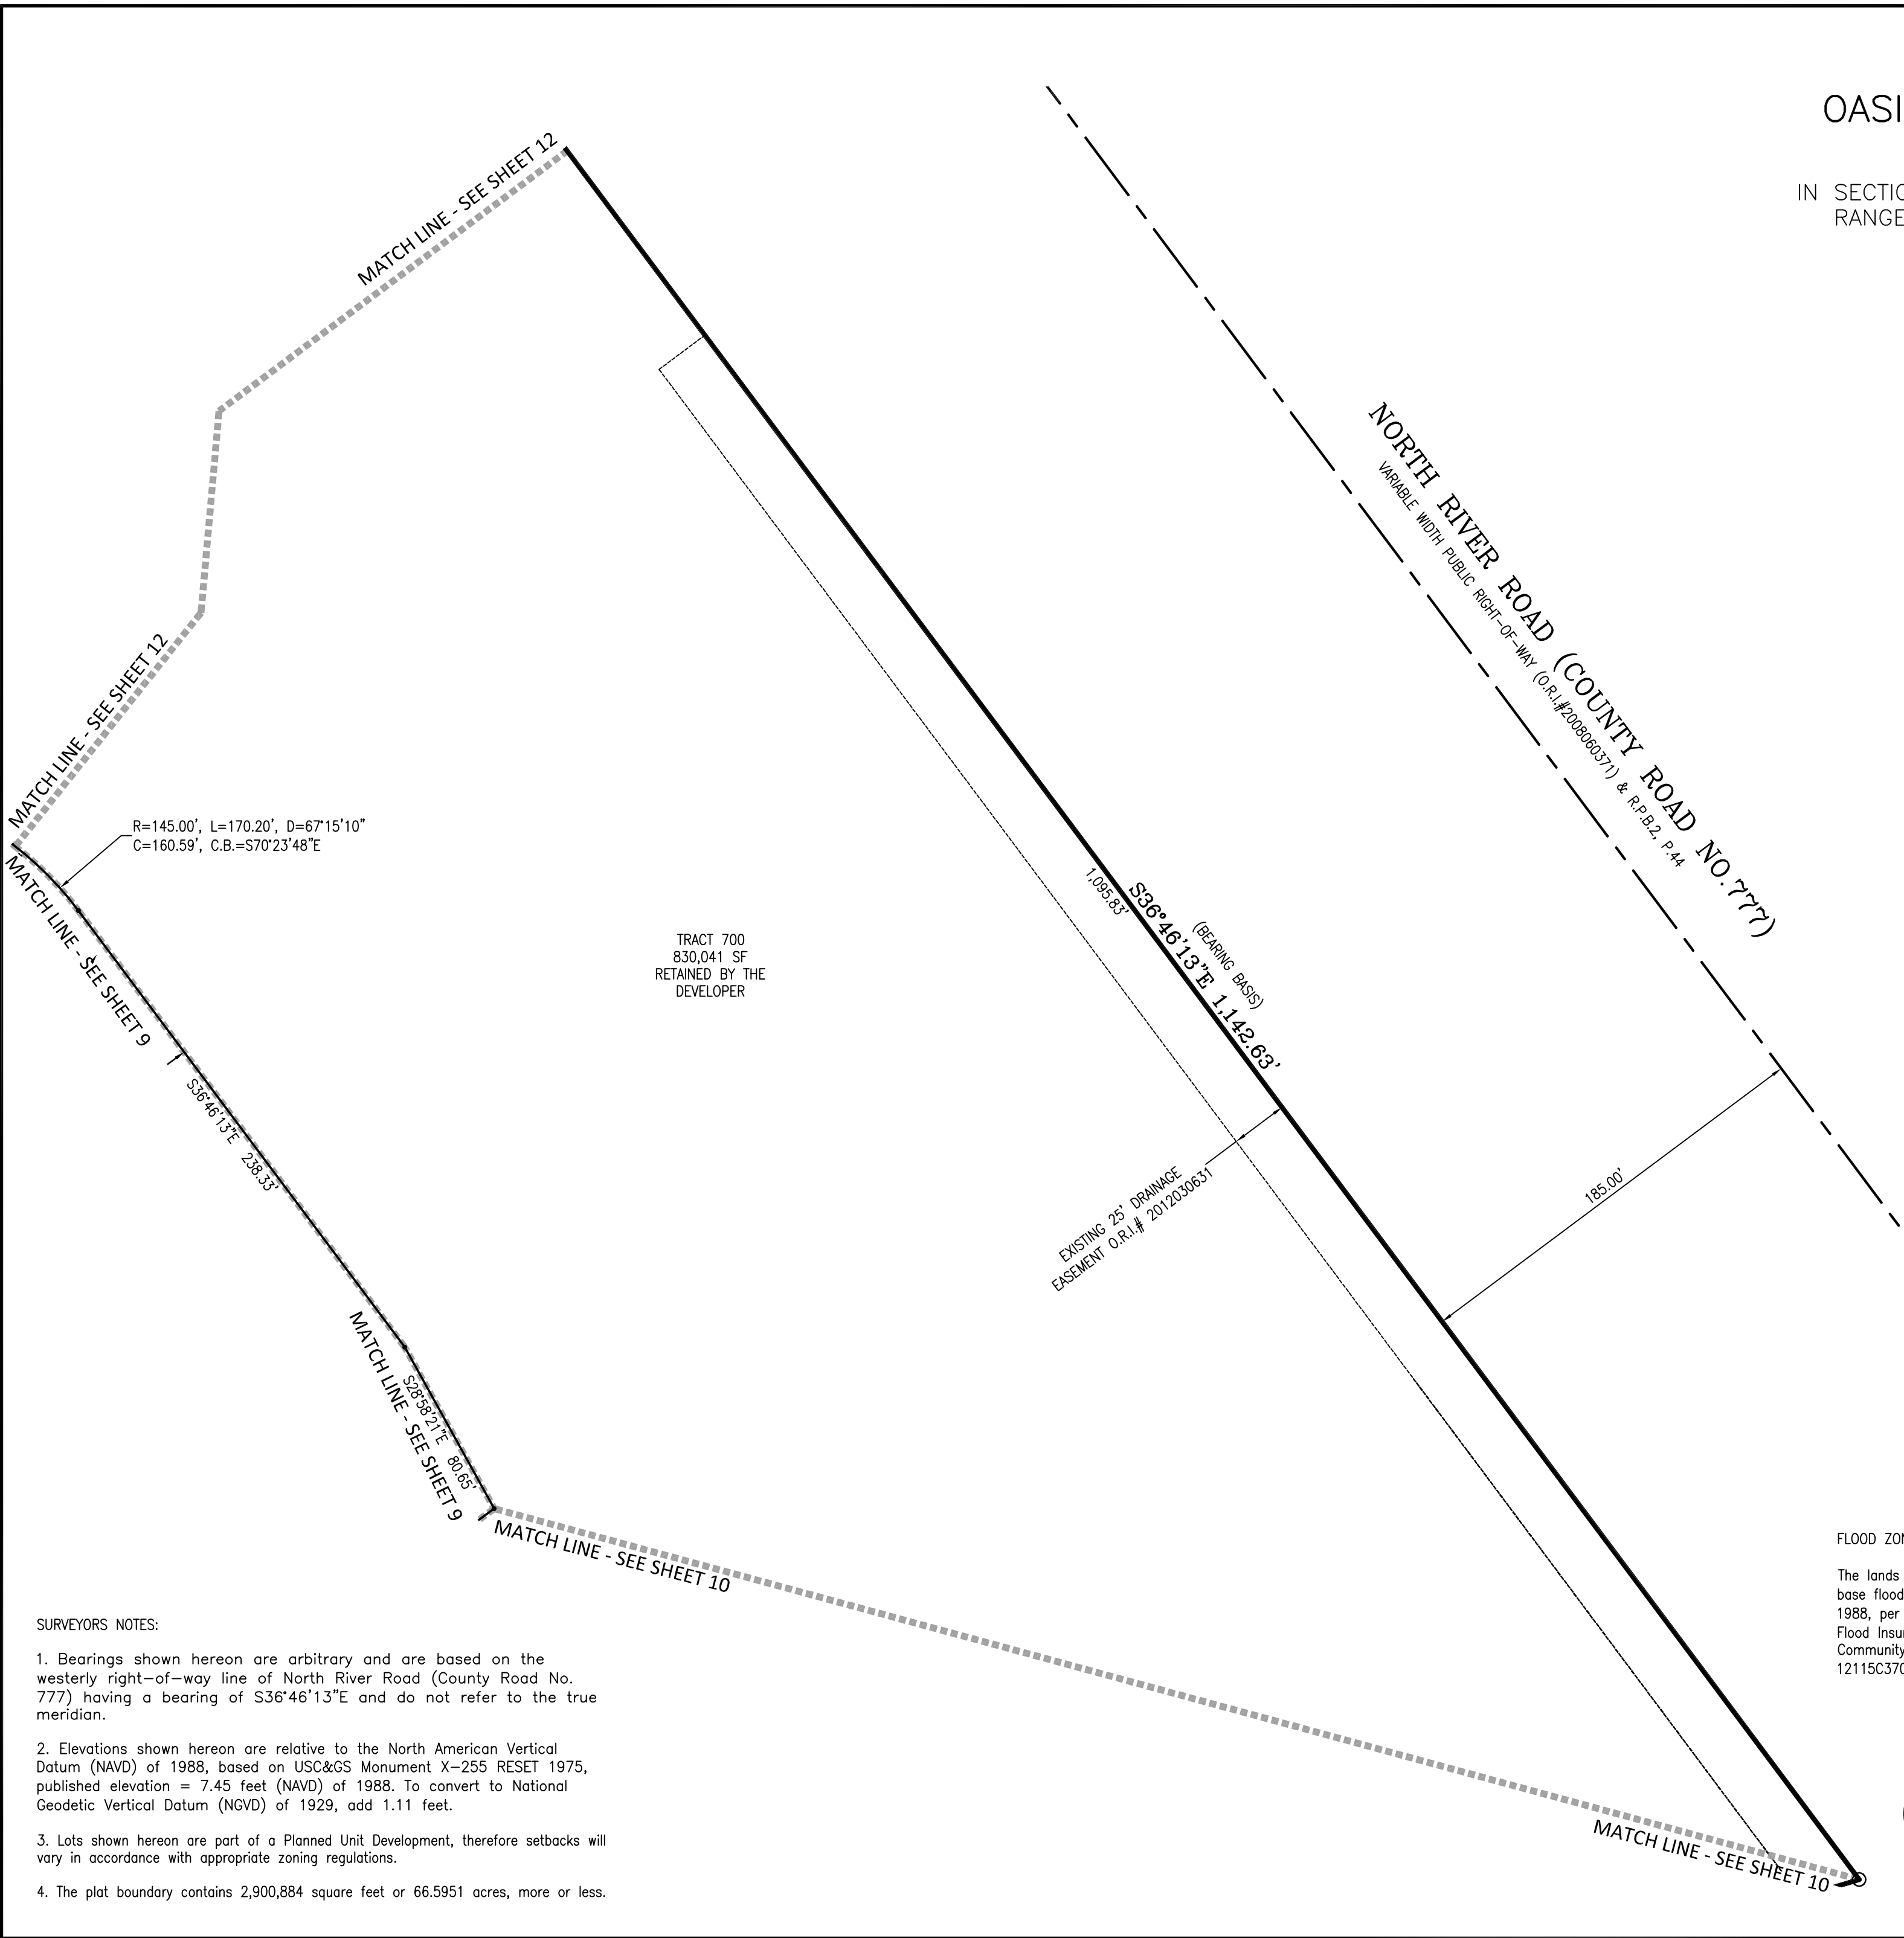 OASI
IN SECTIO
RANGE
MATCH LINE - SEE SHEET 12
NORTH RIVER ROAD (COUNTY ROAD NO.777)
VARIABLE WIDTH PUBLIC RIGHT-OF-WAY (O.R.I.#2008060371) & R.P.B.2, P.44
MATCH LINE - SEE SHEET 12
R=145.00', L=170.20', D=67°15'10"
C=160.59', C.B.=S70°23'48"E
MATCH LINE - SEE SHEET 9
TRACT 700
830,041 SF
RETAINED BY THE
DEVELOPER
1,095.83'
S36°46'13"E 1,142.63'
(BEARING BASIS)
S36°46'13"E 238.33'
EXISTING 25' DRAINAGE
EASEMENT O.R.I.# 2012030631
185.00'
S28°58'21"E 80.65'
MATCH LINE - SEE SHEET 9
MATCH LINE - SEE SHEET 10
SURVEYORS NOTES:
1. Bearings shown hereon are arbitrary and are based on the
westerly right-of-way line of North River Road (County Road No.
777) having a bearing of S36°46'13"E and do not refer to the true
meridian.
2. Elevations shown hereon are relative to the North American Vertical
Datum (NAVD) of 1988, based on USC&GS Monument X-255 RESET 1975,
published elevation = 7.45 feet (NAVD) of 1988. To convert to National
Geodetic Vertical Datum (NGVD) of 1929, add 1.11 feet.
3. Lots shown hereon are part of a Planned Unit Development, therefore setbacks will
vary in accordance with appropriate zoning regulations.
4. The plat boundary contains 2,900,884 square feet or 66.5951 acres, more or less.
FLOOD ZON
The lands
base flood
1988, per
Flood Insur
Community
12115C370
MATCH LINE - SEE SHEET 10